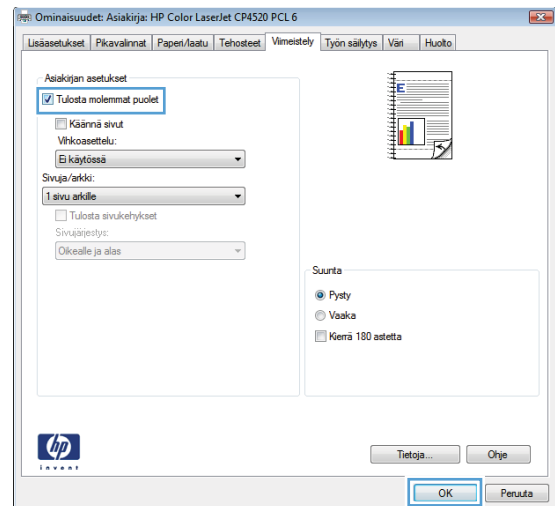 Ominaisuudet: Asiakirja: HP Color LaserJet CP4520 PCL 6
Lisäasetukset Pikavalinnat Paperi/laatu Tehosteet Viimeistely Työn säilytys Väri Huolto
Asiakirjan asetukset
Tulosta molemmat puolet
Käännä sivut
Vihkoasettelu:
Ei käytössä
Sivuja/arkki:
1 sivu arkille
Tulosta sivukehykset
Sivujärjestys:
Oikealle ja alas
E
Suunta
Pysty
Vaaka
Kierrä 180 astetta
hp
invent
Tietoja... Ohje
OK Peruuta